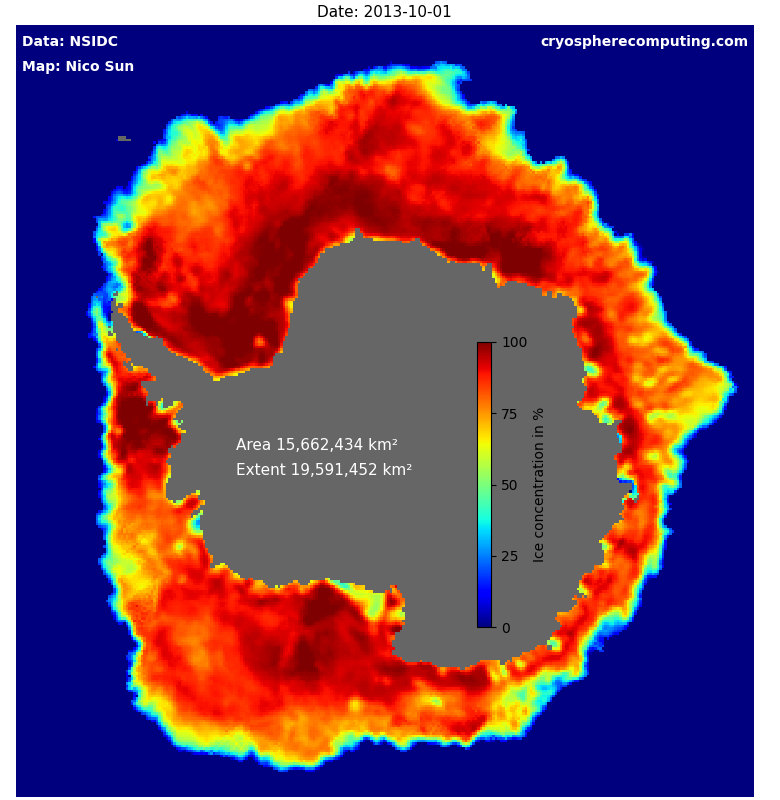 Date: 2013-10-01
Data: NSIDC
cryospherecomputing.com
Map: Nico Sun
100
75
50
25
0
Ice concentration in %
Area 15,662,434 km²
Extent 19,591,452 km²